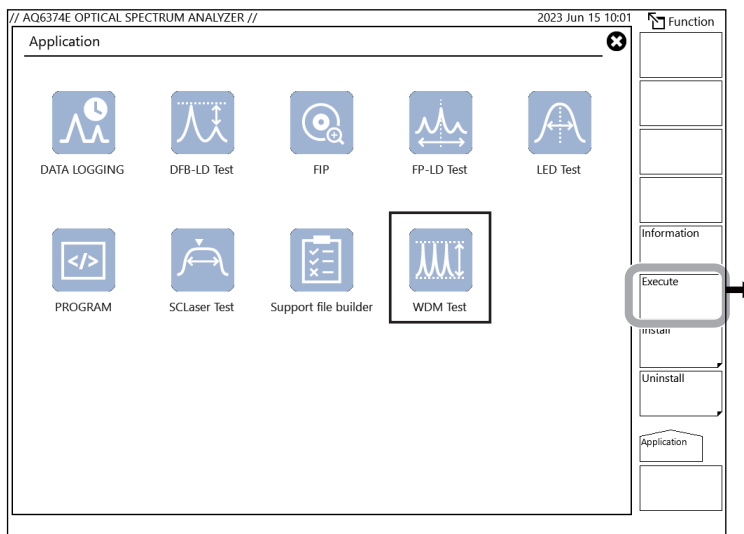 // AQ6374E OPTICAL SPECTRUM ANALYZER // 2023 Jun 15 10:01
Function
Application
DATA LOGGING DFB-LD Test FIP FP-LD Test LED Test
</>
PROGRAM SCLaser Test Support file builder WDM Test
Information
Execute
Install
Uninstall
Application